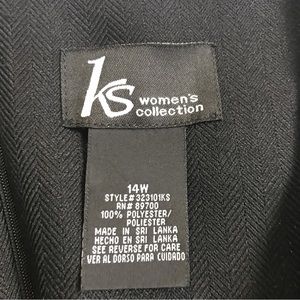 ks women's
collection
14W
STYLE# 323101KS
RN# 89700
100% POLYESTER/
POLIESTER
MADE IN SRI LANKA
HECHO EN SRI LANKA
SEE REVERSE FOR CARE
VER AL DORSO PARA CUIDADO